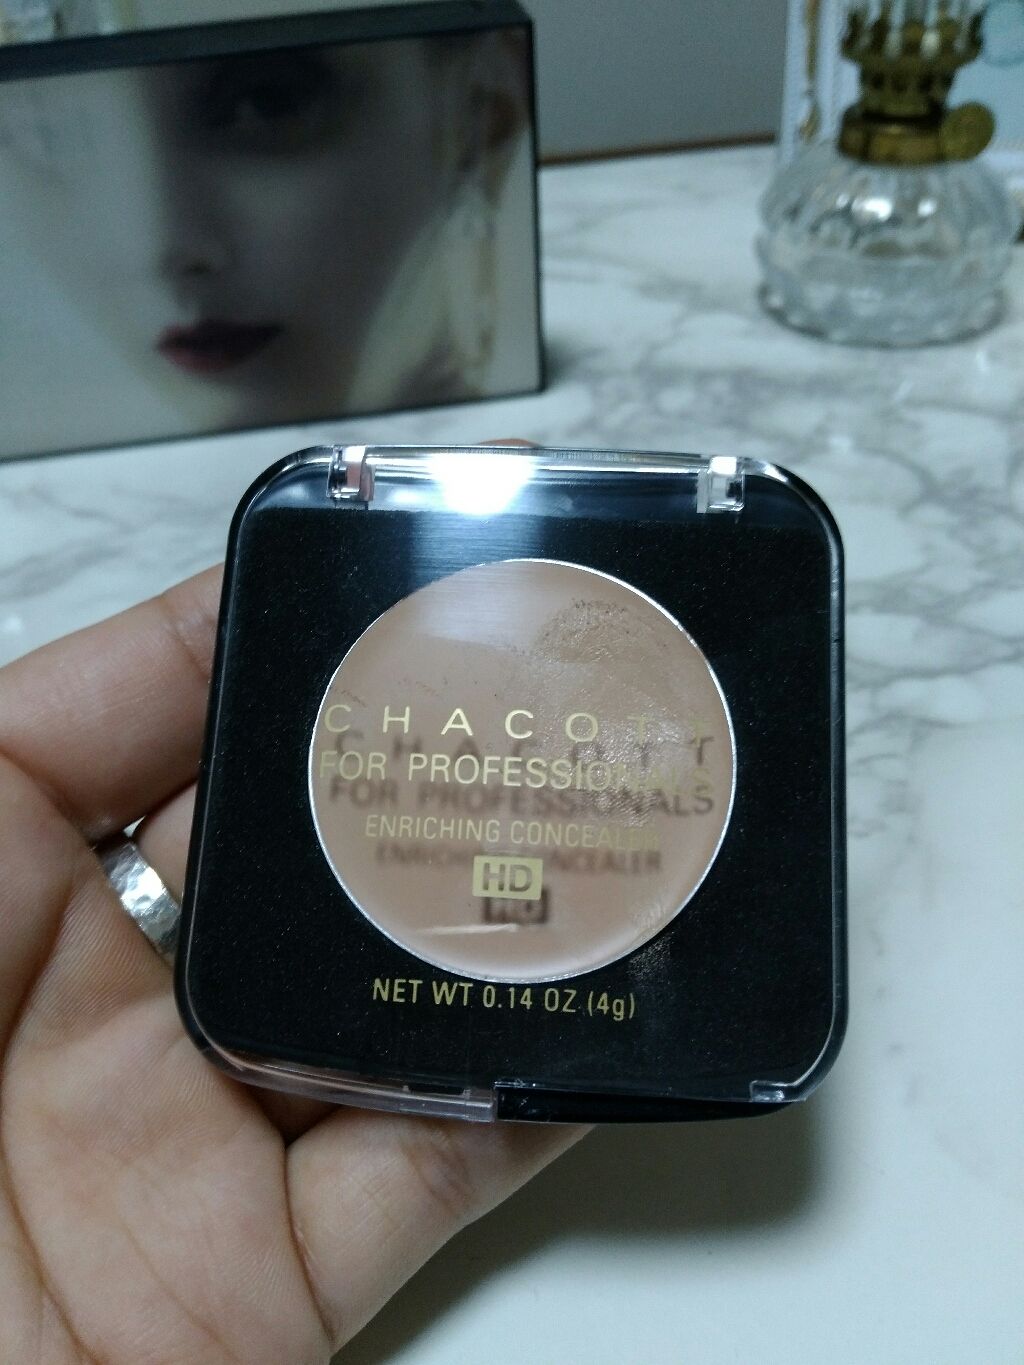 CHACOTT
FOR PROFESSIONALS
ENRICHING CONCEALER
HD
NET WT 0.14 OZ (4g)